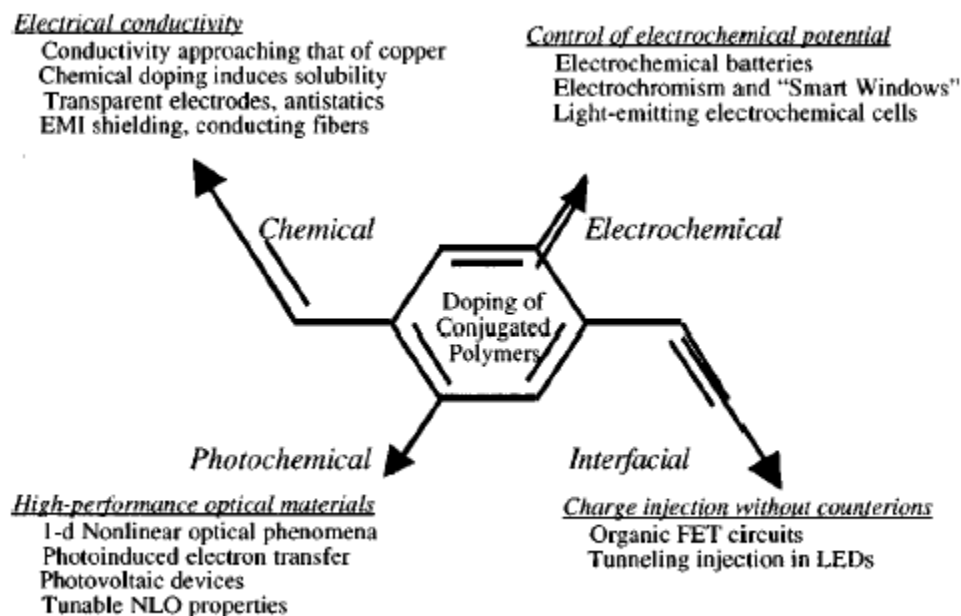 Electrical conductivity
Conductivity approaching that of copper
Chemical doping induces solubility
Transparent electrodes, antistatics
EMI shielding, conducting fibers
Control of electrochemical potential
Electrochemical batteries
Electrochromism and "Smart Windows"
Light-emitting electrochemical cells
Chemical
Electrochemical
Doping of
Conjugated
Polymers
Photochemical
Interfacial
High-performance optical materials
1-d Nonlinear optical phenomena
Photoinduced electron transfer
Photovoltaic devices
Tunable NLO properties
Charge injection without counterions
Organic FET circuits
Tunneling injection in LEDs